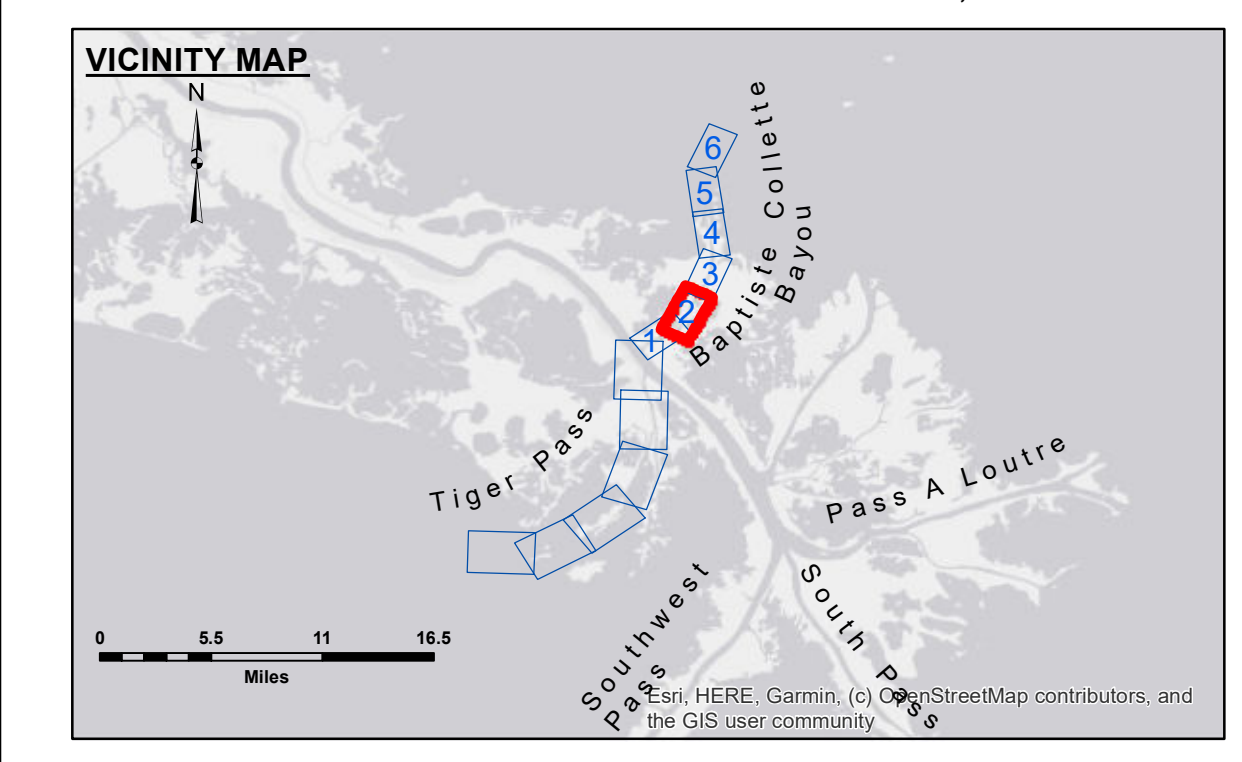 VICINITY MAP
N
6
5
4
3
2
1
Baptiste Collette
Bayou
Tiger Pass
Pass A Loutre
Southwest
Pass
South Pass
0 5.5 11 16.5
Miles
Esri, HERE, Garmin, (c) OpenStreetMap contributors, and
the GIS user community